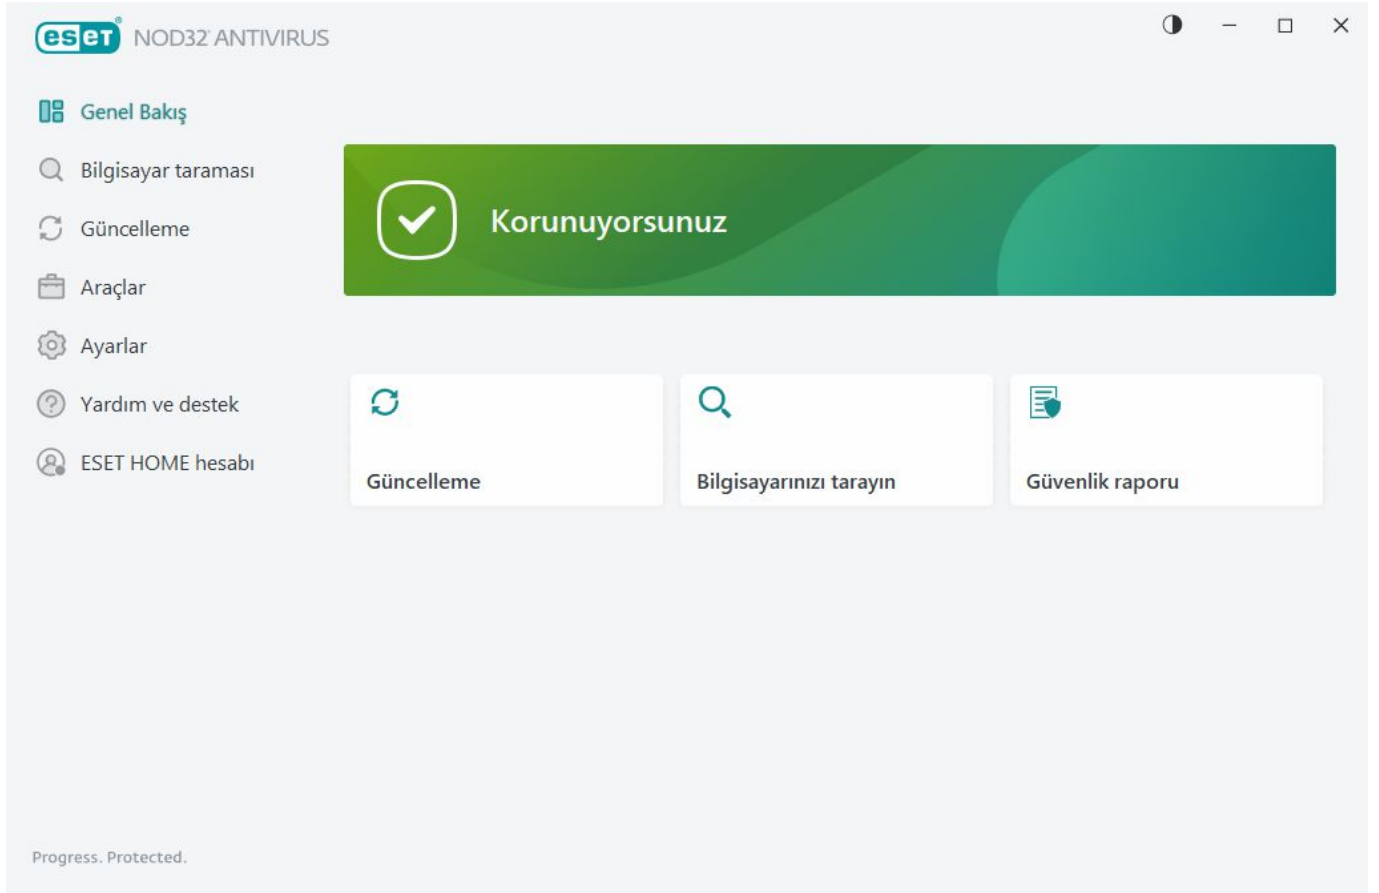 eseT® NOD32® ANTIVIRUS
Genel Bakış
Bilgisayar taraması
Güncelleme
Araçlar
Ayarlar
Yardım ve destek
ESET HOME hesabı
Korunuyorsunuz
Güncelleme
Bilgisayarınızı tarayın
Güvenlik raporu
Progress. Protected.